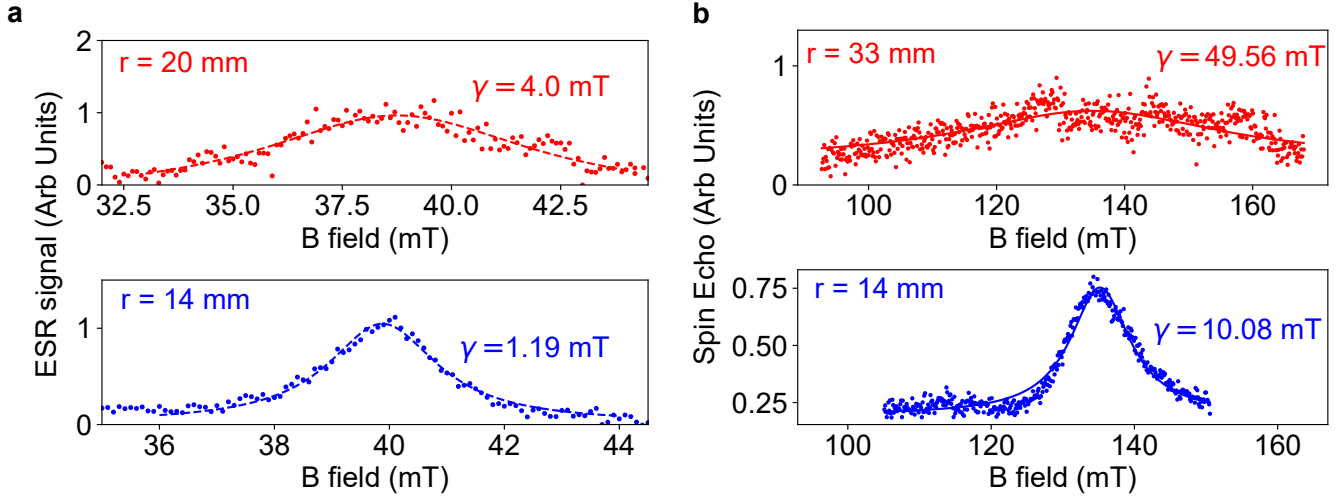 a
ESR signal (Arb Units)
2
1
0
r = 20 mm
γ = 4.0 mT
32.5 35.0 37.5 40.0 42.5
B field (mT)
1
0
r = 14 mm
γ = 1.19 mT
36 38 40 42 44
B field (mT)
b
Spin Echo (Arb Units)
1
0
r = 33 mm
γ = 49.56 mT
100 120 140 160
B field (mT)
0.75
0.50
0.25
r = 14 mm
γ = 10.08 mT
100 120 140 160
B field (mT)